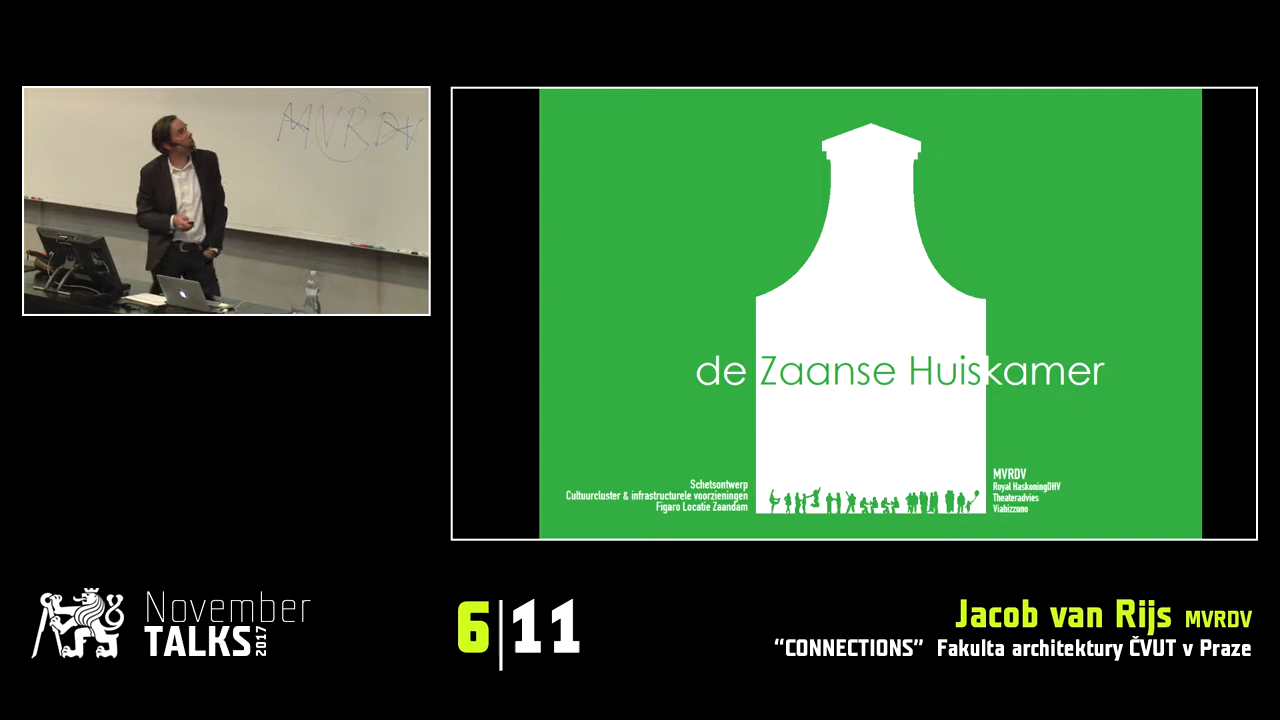 MVRDV
de Zaanse Huiskamer
Schetsontwerp
Cultuurcluster & infrastructurele voorzieningen
Figaro Locatie Zaandam
MVRDV
Royal HaskoningDHV
Theateradvies
Viabizzuno
November
TALKS 2017
6|11
Jacob van Rijs MVRDV
“CONNECTIONS” Fakulta architektury ČVUT v Praze